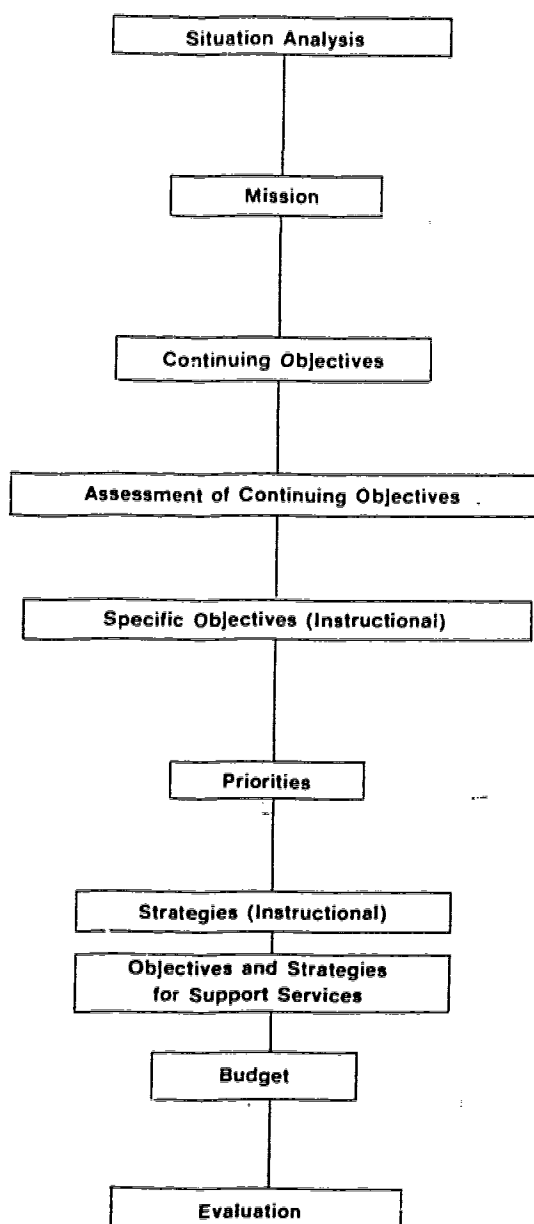 Situation Analysis
Mission
Continuing Objectives
Assessment of Continuing Objectives
Specific Objectives (Instructional)
Priorities
Strategies (Instructional)
Objectives and Strategies
for Support Services
Budget
Evaluation